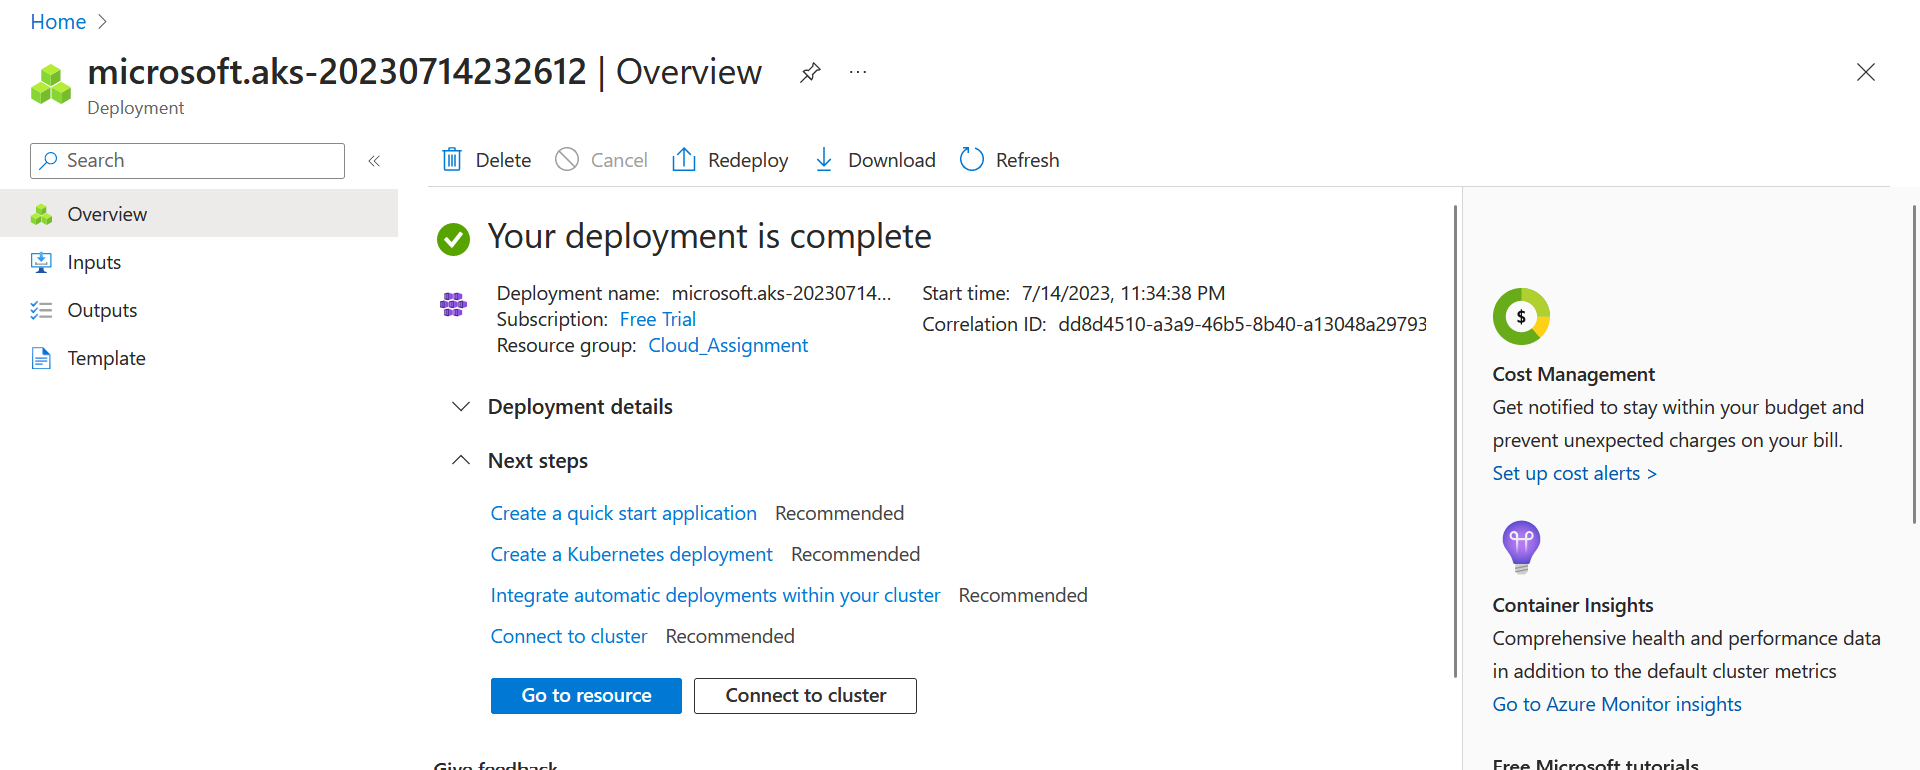 Home
microsoft.aks-20230714232612 | Overview
Deployment
Search
Overview
Inputs
Outputs
Template
Delete Cancel Redeploy Download Refresh
Your deployment is complete
Deployment name: microsoft.aks-20230714... Start time: 7/14/2023, 11:34:38 PM
Subscription: Free Trial Correlation ID: dd8d4510-a3a9-46b5-8b40-a13048a29793
Resource group: Cloud_Assignment
Deployment details
Next steps
Create a quick start application Recommended
Create a Kubernetes deployment Recommended
Integrate automatic deployments within your cluster Recommended
Connect to cluster Recommended
Go to resource Connect to cluster
Give feedback
$
Cost Management
Get notified to stay within your budget and
prevent unexpected charges on your bill.
Set up cost alerts >
Container Insights
Comprehensive health and performance data
in addition to the default cluster metrics
Go to Azure Monitor insights
Free Microsoft tutorials